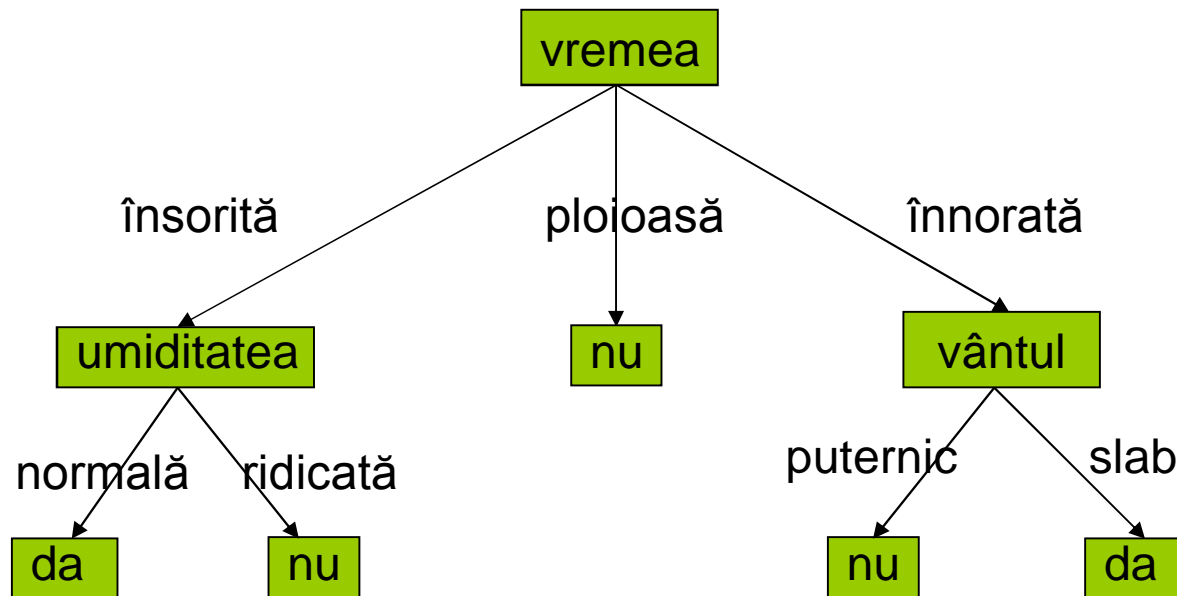 vremea
însorită ploioasă înnorată
umiditatea nu vântul
normală ridicată puternic slab
da nu nu da